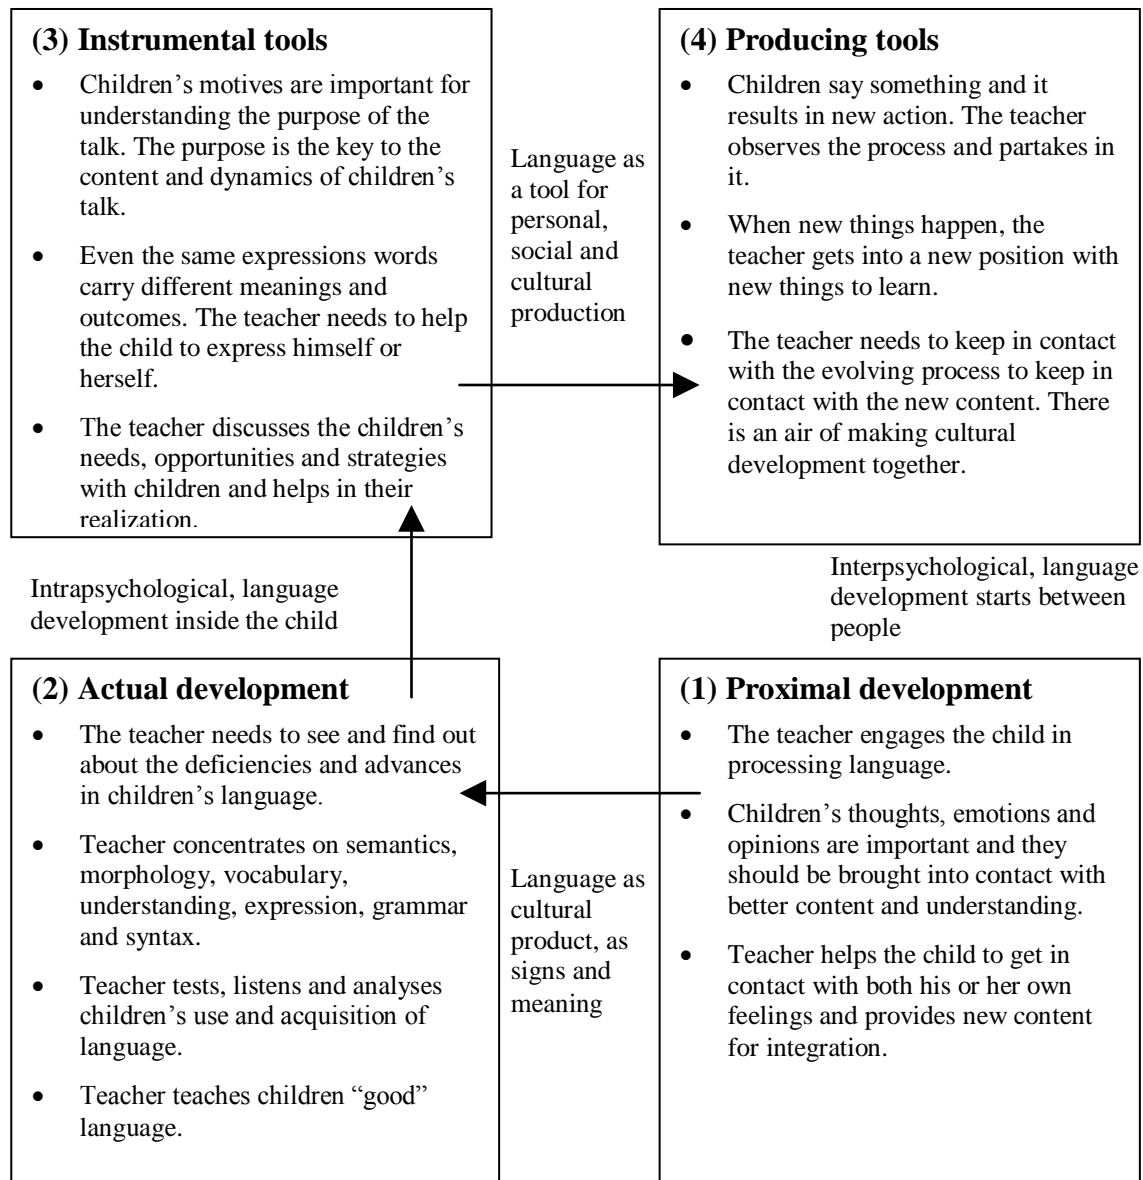 (3) Instrumental tools
• Children’s motives are important for
understanding the purpose of the
talk. The purpose is the key to the
content and dynamics of children’s
talk.
• Even the same expressions words
carry different meanings and
outcomes. The teacher needs to help
the child to express himself or
herself.
• The teacher discusses the children’s
needs, opportunities and strategies
with children and helps in their
realization.
Language as
a tool for
personal,
social and
cultural
production
(4) Producing tools
• Children say something and it
results in new action. The teacher
observes the process and partakes in
it.
• When new things happen, the
teacher gets into a new position with
new things to learn.
• The teacher needs to keep in contact
with the evolving process to keep in
contact with the new content. There
is an air of making cultural
development together.
Intrapsychological, language
development inside the child
Interpsychological, language
development starts between
people
(2) Actual development
• The teacher needs to see and find out
about the deficiencies and advances
in children’s language.
• Teacher concentrates on semantics,
morphology, vocabulary,
understanding, expression, grammar
and syntax.
• Teacher tests, listens and analyses
children’s use and acquisition of
language.
• Teacher teaches children “good”
language.
Language as
cultural
product, as
signs and
meaning
(1) Proximal development
• The teacher engages the child in
processing language.
• Children’s thoughts, emotions and
opinions are important and they
should be brought into contact with
better content and understanding.
• Teacher helps the child to get in
contact with both his or her own
feelings and provides new content
for integration.